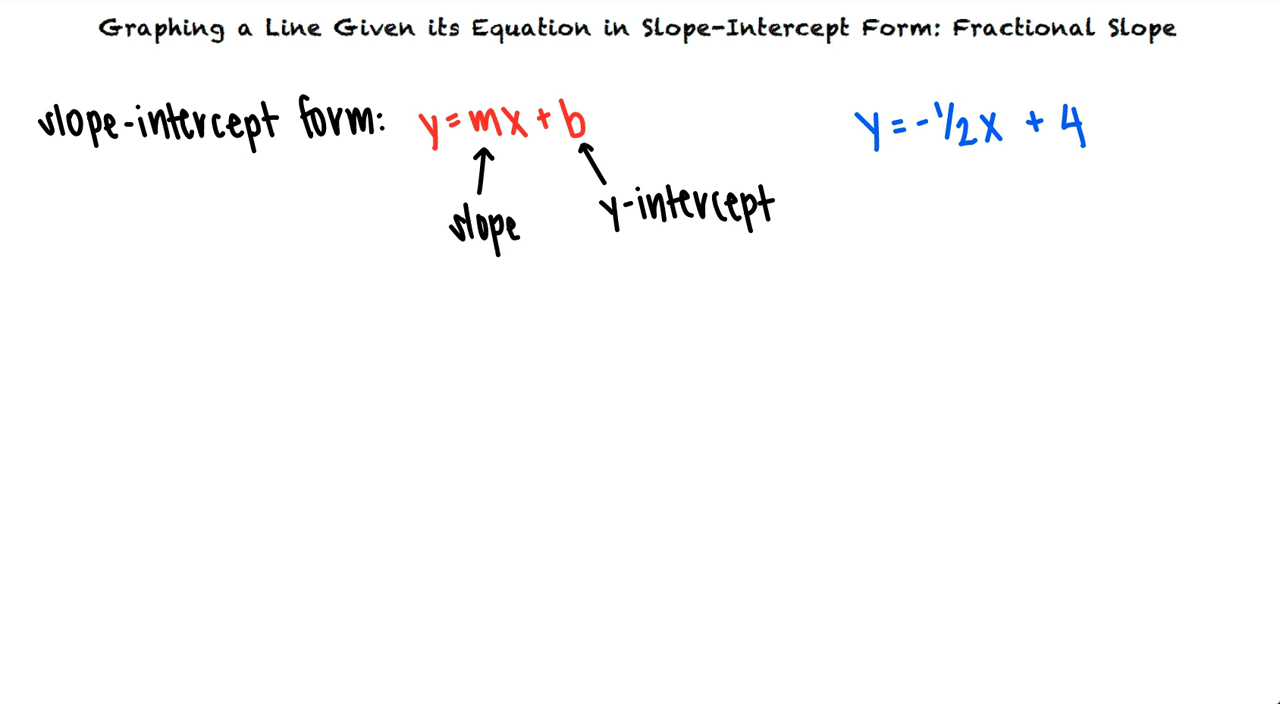 Graphing a Line Given its Equation in Slope-Intercept Form: Fractional Slope
slope-intercept form: y = mx + b
y = -1/2x + 4
slope
y-intercept